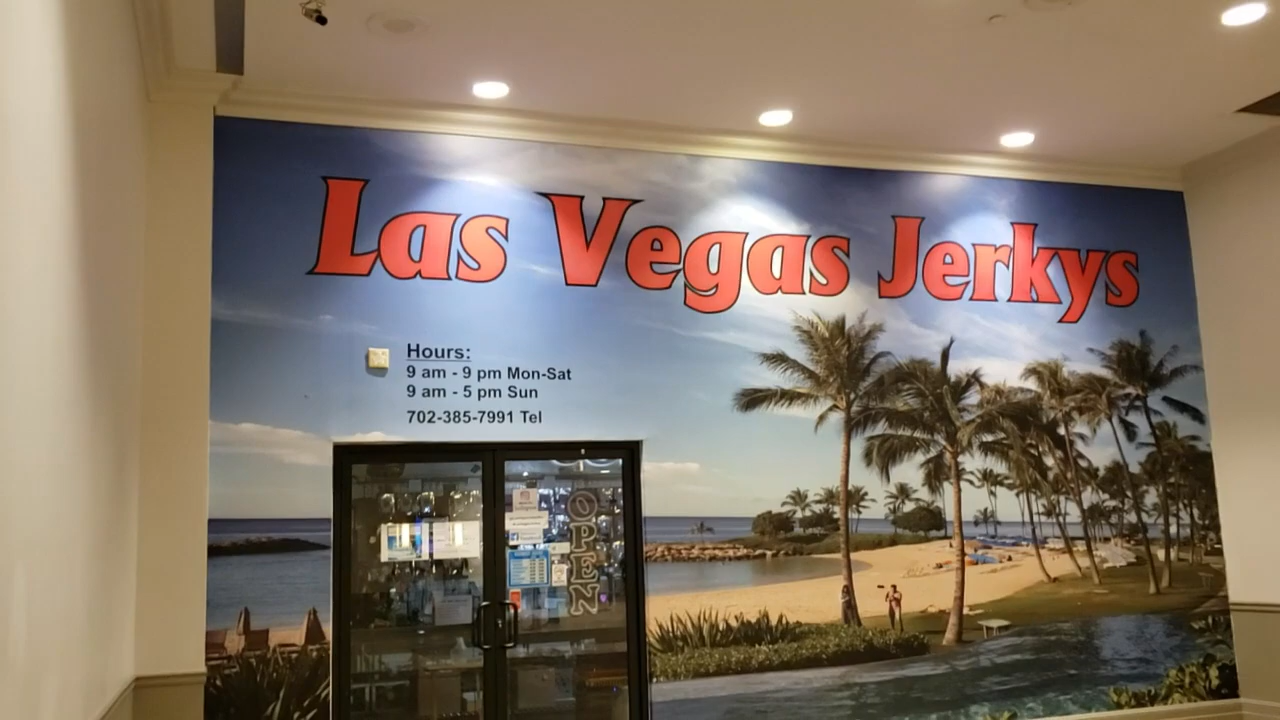 Las Vegas Jerkys
Hours:
9 am - 9 pm Mon-Sat
9 am - 5 pm Sun
702-385-7991 Tel
OPEN